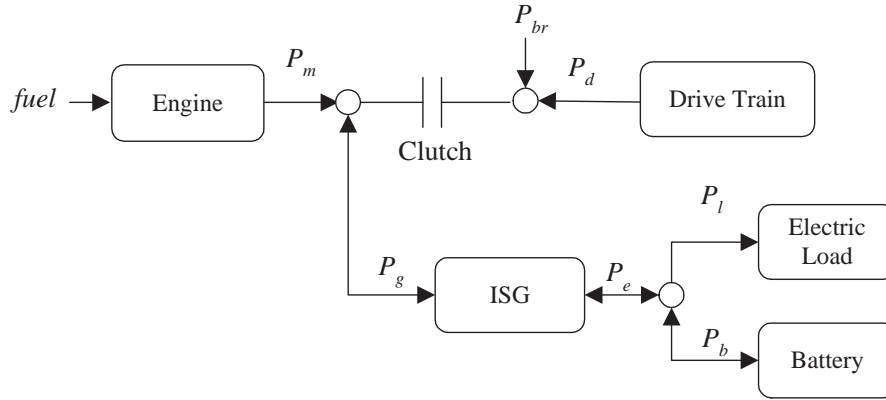 P_br
P_m
P_d
fuel
Engine
Drive Train
Clutch
P_l
Electric
Load
P_g
ISG
P_e
P_b
Battery